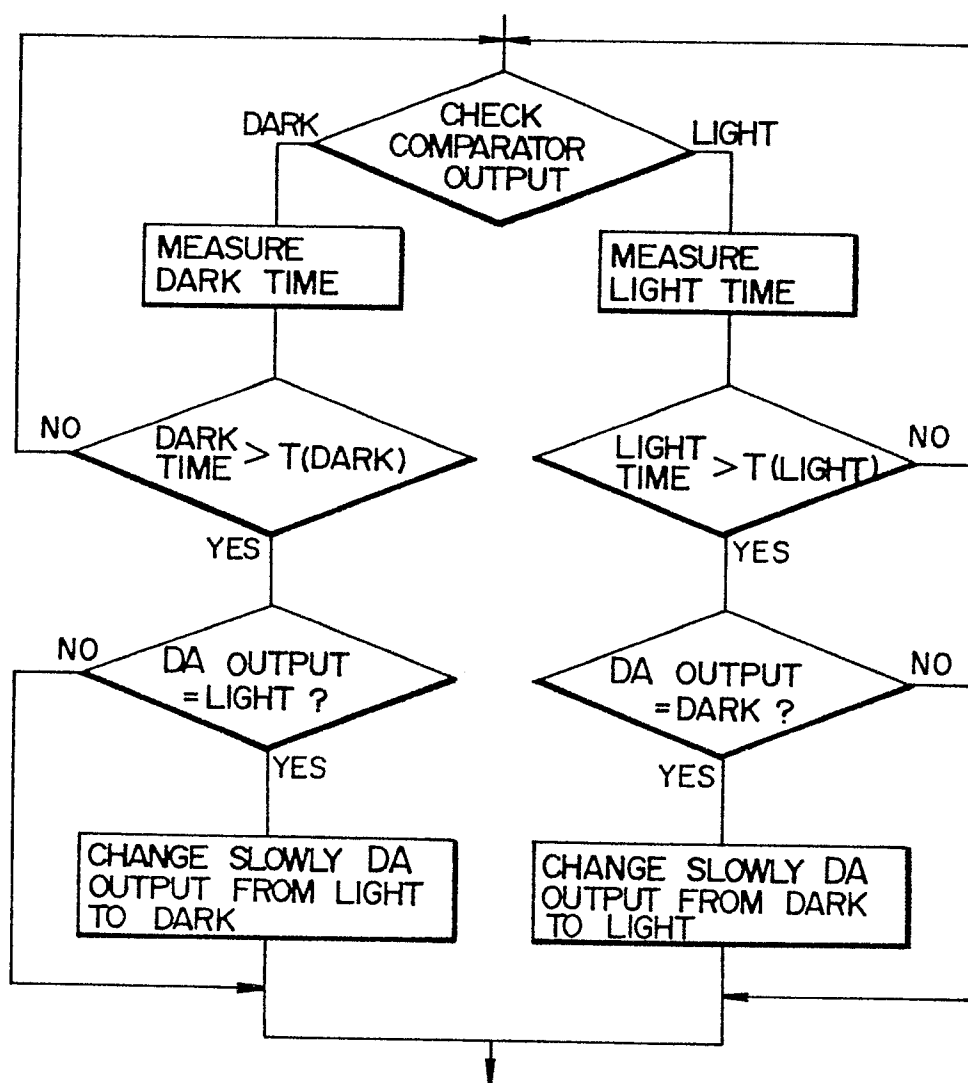 CHECK
COMPARATOR
OUTPUT
DARK
LIGHT
MEASURE
DARK TIME
MEASURE
LIGHT TIME
NO
DARK
TIME > T(DARK)
YES
LIGHT
TIME > T(LIGHT)
NO
YES
NO
DA OUTPUT
=LIGHT ?
YES
DA OUTPUT
=DARK ?
NO
YES
CHANGE SLOWLY DA
OUTPUT FROM LIGHT
TO DARK
CHANGE SLOWLY DA
OUTPUT FROM DARK
TO LIGHT